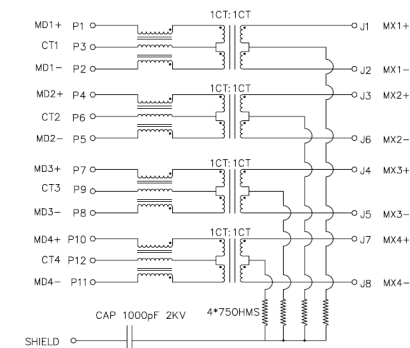 1CT:1CT
MD1+ P1 J1 MX1+
CT1 P3
MD1- P2 J2 MX1-
1CT:1CT
MD2+ P4 J3 MX2+
CT2 P6
MD2- P5 J6 MX2-
1CT:1CT
MD3+ P7 J4 MX3+
CT3 P9
MD3- P8 J5 MX3-
1CT:1CT
MD4+ P10 J7 MX4+
CT4 P12
MD4- P11 J8 MX4-
CAP 1000pF 2KV 4*75OHMS
SHIELD